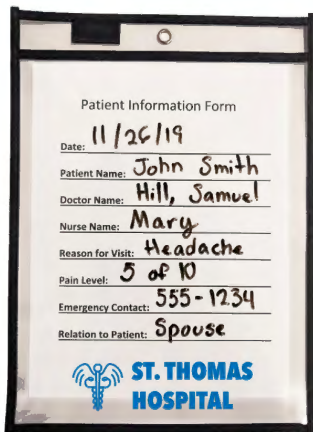 Patient Information Form
Date: 11/26/19
Patient Name: John Smith
Doctor Name: Hill, Samuel
Nurse Name: Mary
Reason for Visit: Headache
Pain Level: 5 of 10
Emergency Contact: 555-1234
Relation to Patient: Spouse
ST. THOMAS
HOSPITAL